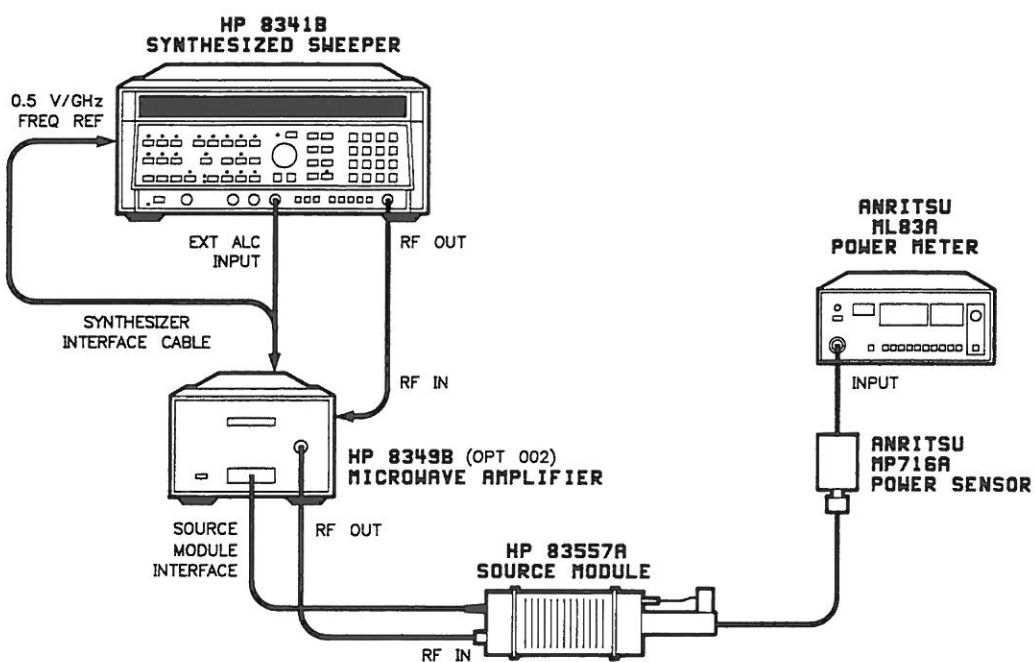 HP 8341B
SYNTHESIZED SWEEPER
0.5 V/GHz
FREQ REF
EXT ALC
INPUT
RF OUT
SYNTHESIZER
INTERFACE CABLE
RF IN
HP 8349B (OPT 002)
MICROWAVE AMPLIFIER
SOURCE
MODULE
INTERFACE
RF OUT
HP 83557A
SOURCE MODULE
RF IN
ANRITSU
ML83A
POWER METER
INPUT
ANRITSU
MP716A
POWER SENSOR